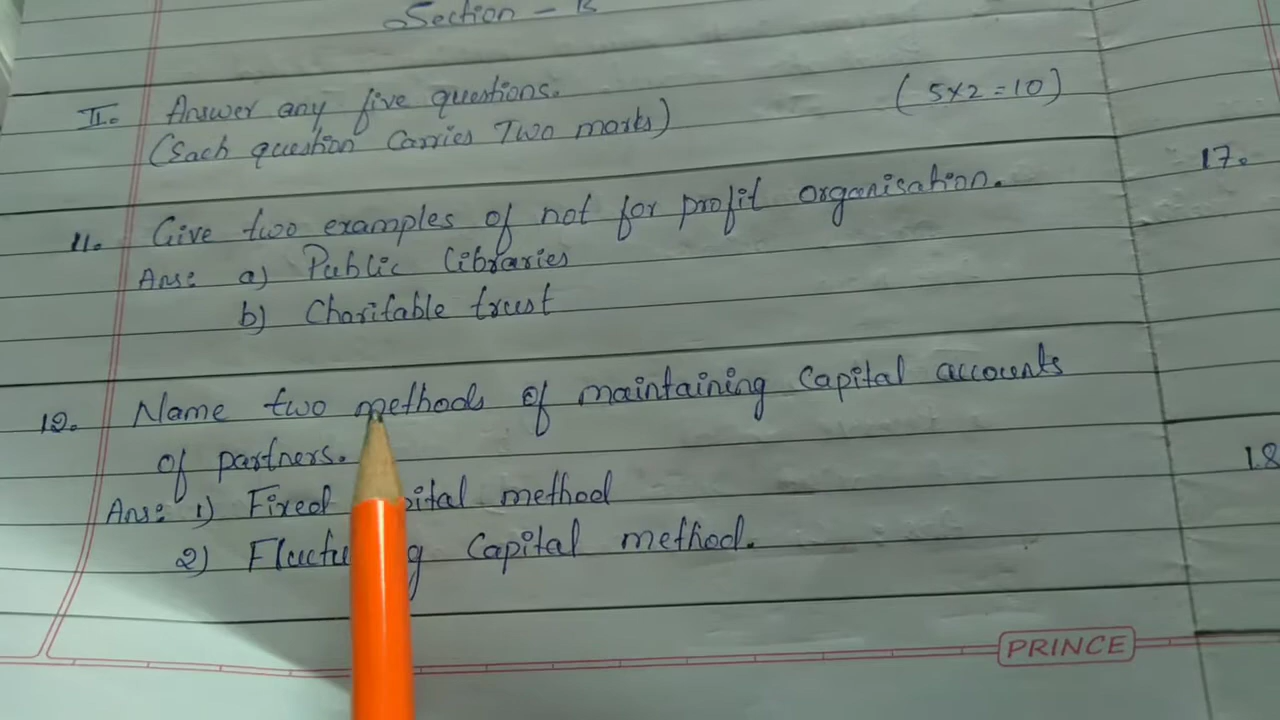 Section - B
II. Answer any five questions. (5x2=10)
(Each question Carries Two marks)
17.
11. Give two examples of not for profit organisation.
Ans: a) Public libraries
b) Charitable trust
12. Name two methods of maintaining Capital accounts
of partners.
18
Ans: 1) Fixed method
2) Capital method.
PRINCE